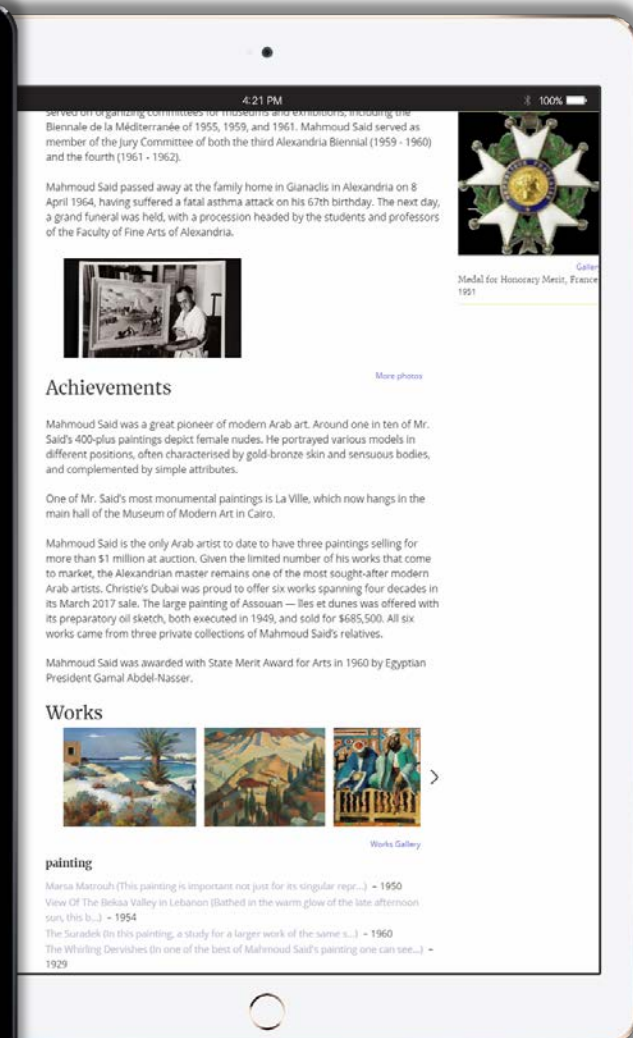 4:21 PM
100%
served on organizing committees for museums and exhibitions, including the
Biennale de la Méditerranée of 1955, 1959, and 1961. Mahmoud Said served as
member of the Jury Committee of both the third Alexandria Biennial (1959 - 1960)
and the fourth (1961 - 1962).
Mahmoud Said passed away at the family home in Gianaclis in Alexandria on 8
April 1964, having suffered a fatal asthma attack on his 67th birthday. The next day,
a grand funeral was held, with a procession headed by the students and professors
of the Faculty of Fine Arts of Alexandria.
Gallery
Medal for Honorary Merit, France
1951
More photos
Achievements
Mahmoud Said was a great pioneer of modern Arab art. Around one in ten of Mr.
Said's 400-plus paintings depict female nudes. He portrayed various models in
different positions, often characterised by gold-bronze skin and sensuous bodies,
and complemented by simple attributes.
One of Mr. Said's most monumental paintings is La Ville, which now hangs in the
main hall of the Museum of Modern Art in Cairo.
Mahmoud Said is the only Arab artist to date to have three paintings selling for
more than $1 million at auction. Given the limited number of his works that come
to market, the Alexandrian master remains one of the most sought-after modern
Arab artists. Christie's Dubai was proud to offer six works spanning four decades in
its March 2017 sale. The large painting of Assouan — îles et dunes was offered with
its preparatory oil sketch, both executed in 1949, and sold for $685,500. All six
works came from three private collections of Mahmoud Said's relatives.
Mahmoud Said was awarded with State Merit Award for Arts in 1960 by Egyptian
President Gamal Abdel-Nasser.
Works
Works Gallery
painting
Marsa Matrouh (This painting is important not just for its singular repr...) – 1950
View Of The Bekaa Valley in Lebanon (Bathed in the warm glow of the late afternoon
sun, this b...) – 1954
The Suradek (In this painting, a study for a larger work of the same s...) – 1960
The Whirling Dervishes (In one of the best of Mahmoud Said's painting one can see...) –
1929